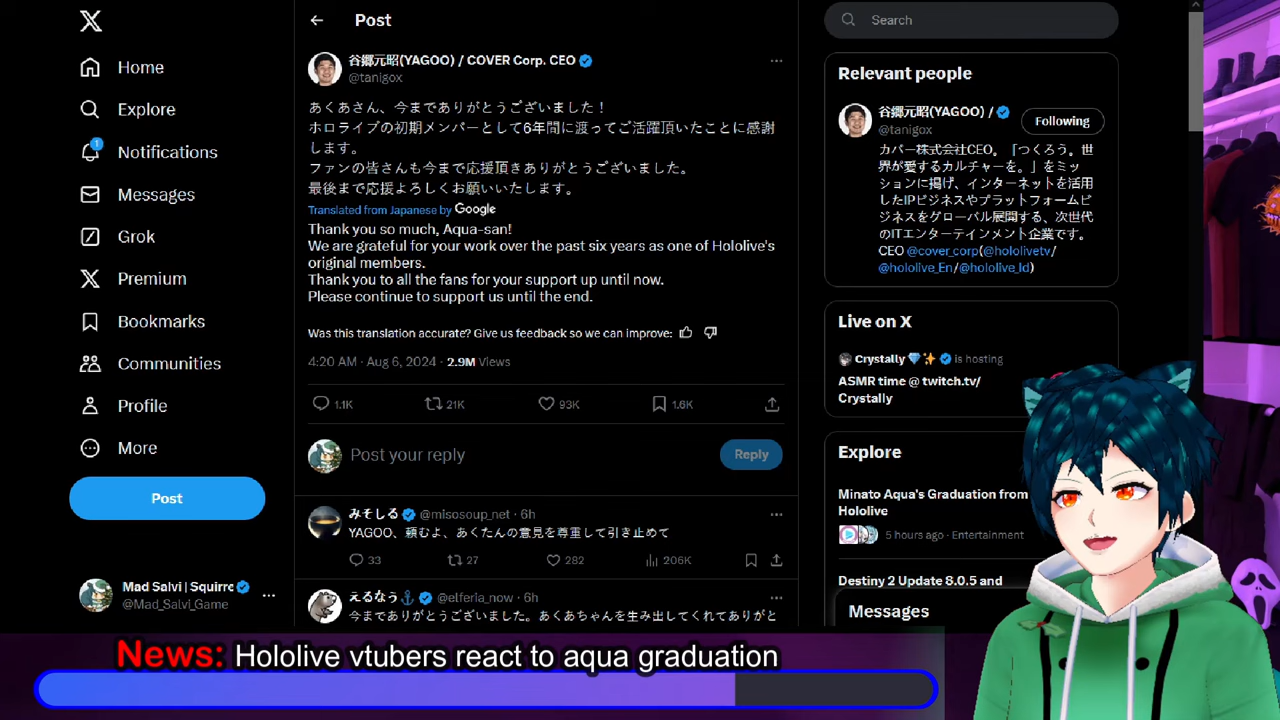 Home
Explore
1
Notifications
Messages
Grok
Premium
Bookmarks
Communities
Profile
More
Post
Mad Salvi | Squirrc
@Mad_Salvi_Game
Post
谷郷元昭(YAGOO) / COVER Corp. CEO
@tanigox
あくあさん、今までありがとうございました！
ホロライブの初期メンバーとして6年間に渡ってご活躍頂いたことに感謝
します。
ファンの皆さんも今まで応援頂きありがとうございました。
最後まで応援よろしくお願いいたします。
Translated from Japanese by Google
Thank you so much, Aqua-san!
We are grateful for your work over the past six years as one of Hololive's
original members.
Thank you to all the fans for your support up until now.
Please continue to support us until the end.
Was this translation accurate? Give us feedback so we can improve:
4:20 AM · Aug 6, 2024 · 2.9M Views
1.1K 21K 93K 1.6K
Post your reply
Reply
みそしる @misosoup_net · 6h
YAGOO、頼むよ、あくたんの意見を尊重して引き止めて
33 27 282 206K
えるなぅ @elferia_now · 6h
今までありがとうございました。あくあちゃんを生み出してくれてありがと
Search
Relevant people
谷郷元昭(YAGOO) /
@tanigox
Following
カバー株式会社CEO。「つくろう。世
界が愛するカルチャーを。」をミッ
ションに掲げ、インターネットを活用
したIPビジネスやプラットフォームビ
ジネスをグローバル展開する、次世代
のITエンターテインメント企業です。
CEO @cover_corp(@hololivetv/
@hololive_En/@hololive_Id)
Live on X
Crystally is hosting
ASMR time @ twitch.tv/
Crystally
Explore
Minato Aqua's Graduation from
Hololive
5 hours ago · Entertainment
Destiny 2 Update 8.0.5 and
Messages
News: Hololive vtubers react to aqua graduation